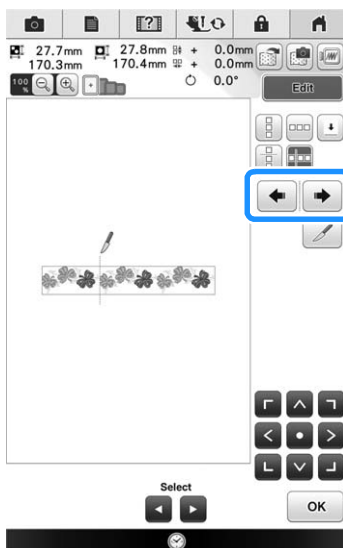 27.7mm 27.8mm + 0.0mm
170.3mm 170.4mm + 0.0mm
100 % 0.0°
Edit
Select
OK